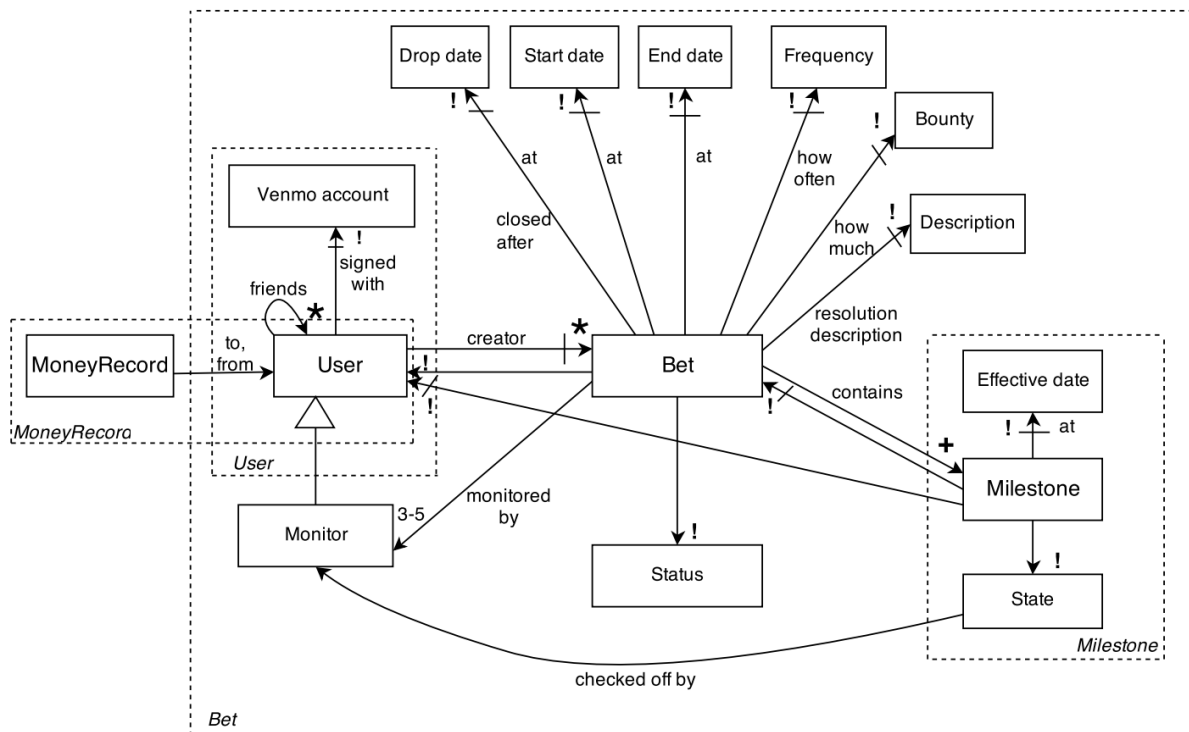 Drop date
Start date
End date
Frequency
!
!
!
!
Bounty
!
at
at
at
how
often
Venmo account
!
Description
!
closed
after
how
much
signed
with
friends
*
resolution
description
MoneyRecord
to,
from
User
creator
*
Bet
!
!
!
contains
Effective date
!
at
+
MoneyRecord
User
Milestone
monitored
by
3-5
Monitor
!
Status
!
State
Milestone
checked off by
Bet